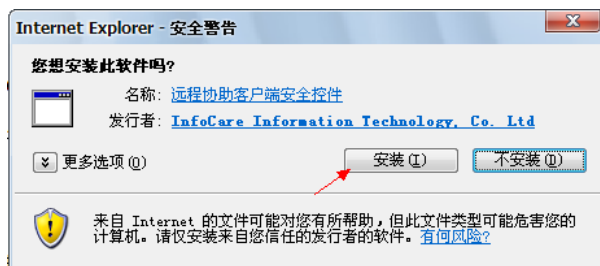 Internet Explorer - 安全警告
您想安装此软件吗?
名称: 远程协助客户端安全控件
发行者: InfoCare Information Technology, Co. Ltd
更多选项(O) 安装(I) 不安装(D)
来自 Internet 的文件可能对您有所帮助，但此文件类型可能危害您的
计算机。请仅安装来自您信任的发行者的软件。有何风险?